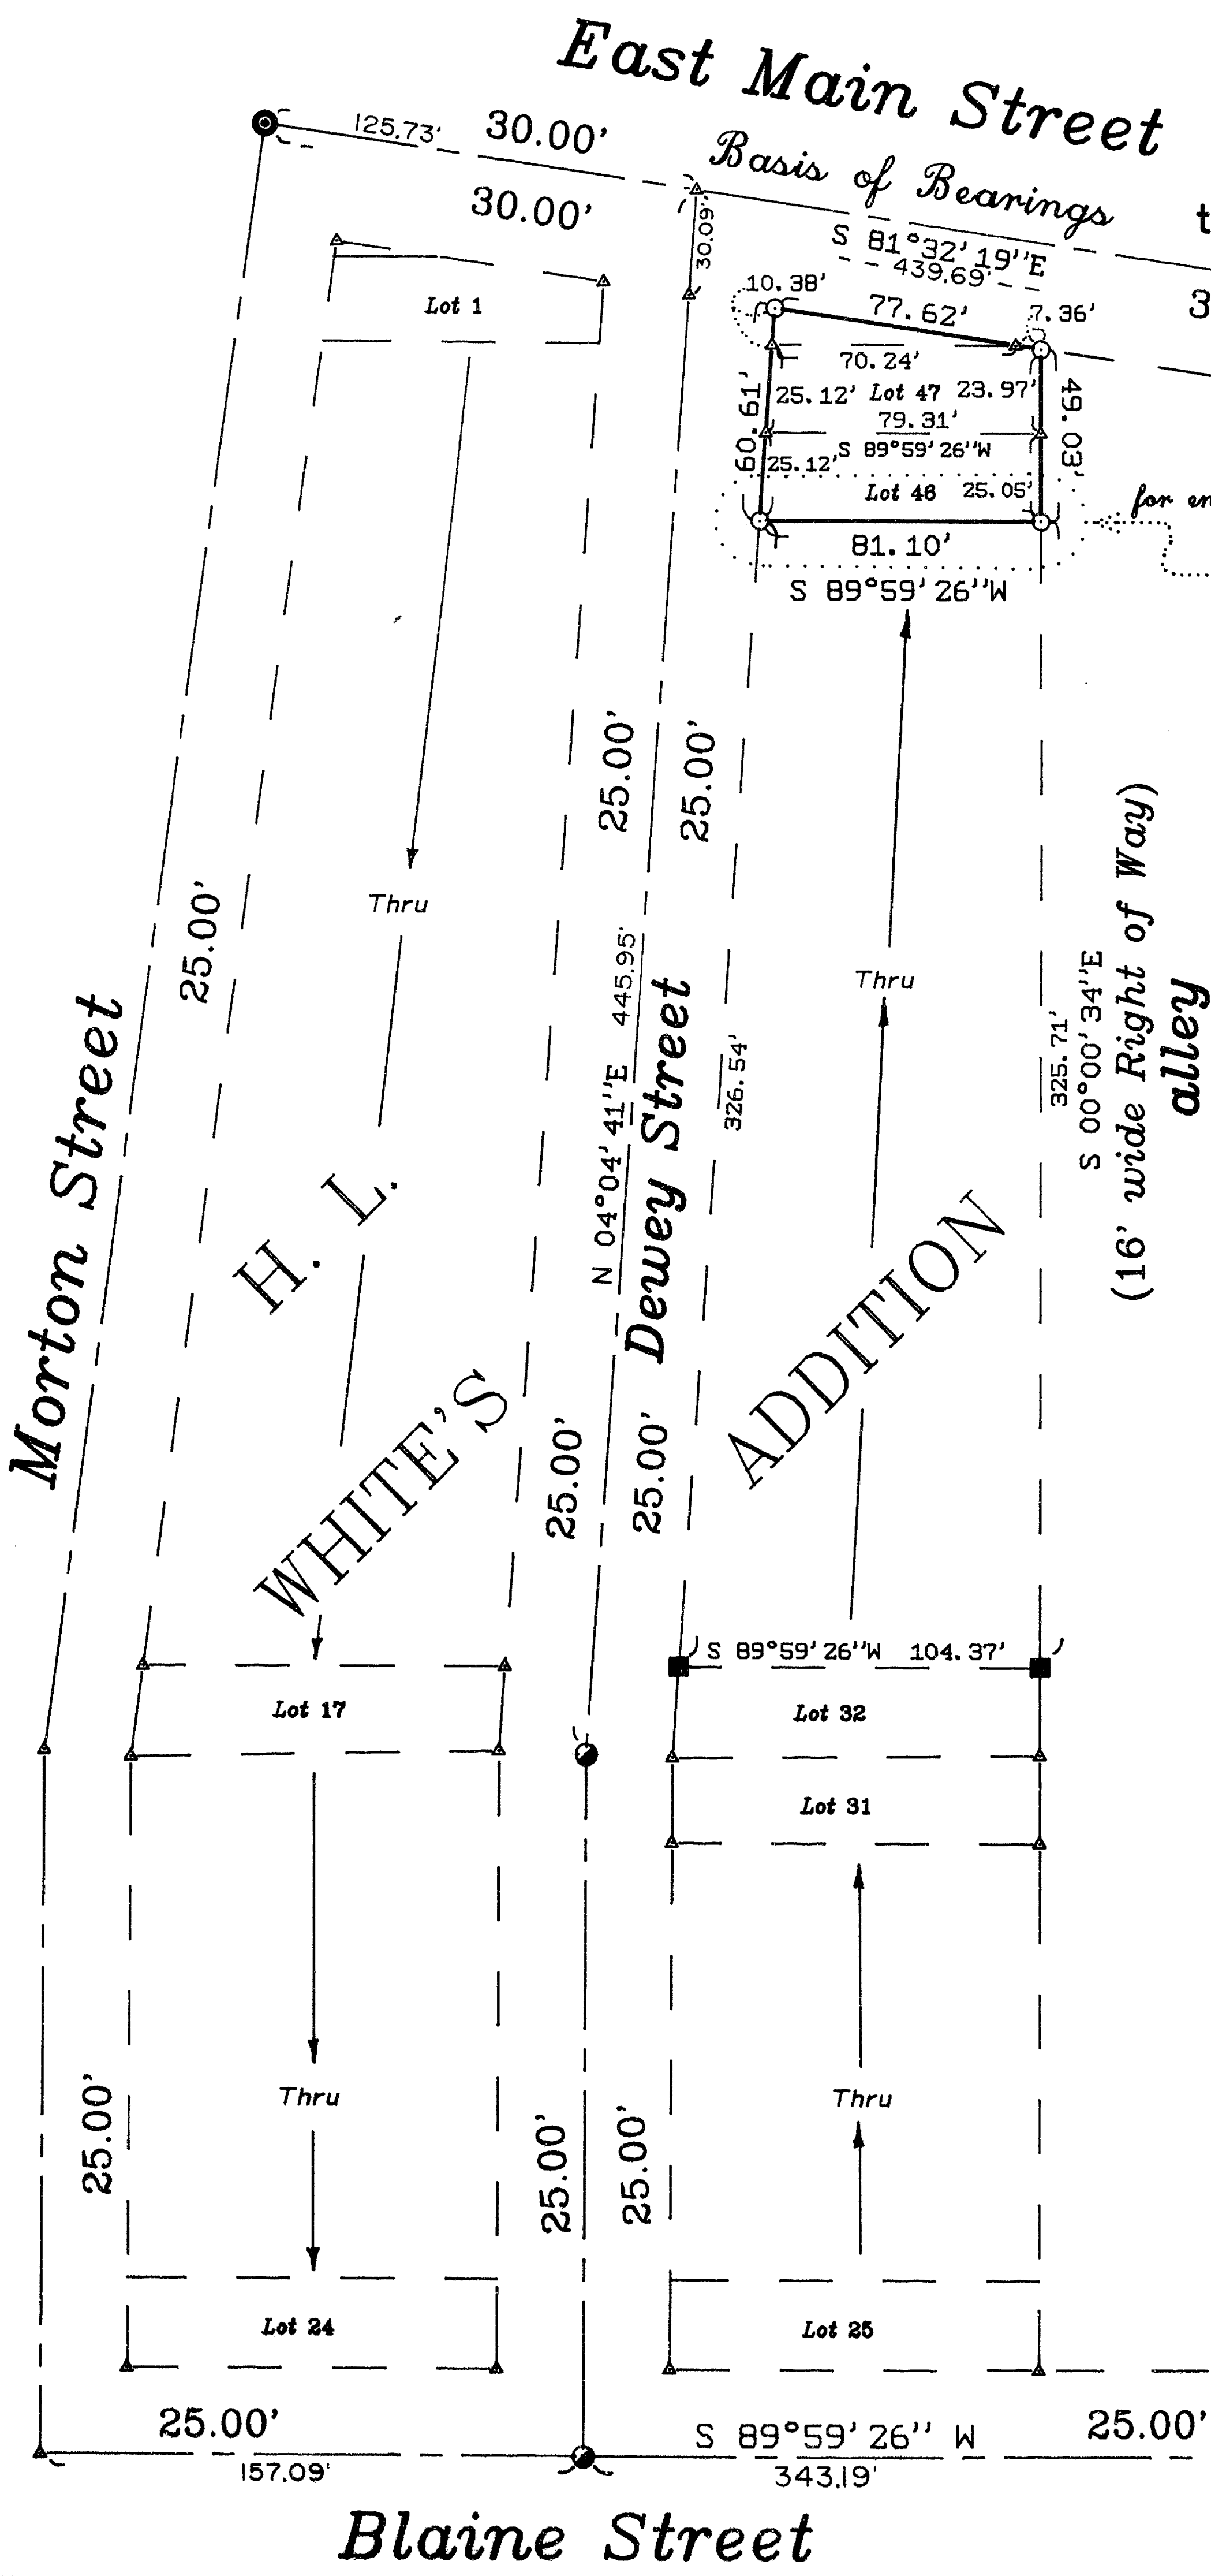 East Main Street
125.73'
30.00'
Basis of Bearings
30.00'
t
30.09'
S 81°32'19"E
439.69'
3
10.38'
77.62'
7.36'
Lot 1
70.24'
60.61'
25.12'
Lot 47
23.97'
49.03'
79.31'
S 89°59'26"W
25.12'
Lot 46
25.05'
for en
81.10'
S 89°59'26"W
25.00'
25.00'
25.00'
Thru
Thru
N 04°04'41"E 445.95'
Dewey Street
326.54'
325.71'
S 00°00'34"E
(16' wide Right of Way)
alley
Morton Street
H. L.
WHITE'S
ADDITION
25.00'
25.00'
S 89°59'26"W 104.37'
Lot 17
Lot 32
Lot 31
Thru
Thru
25.00'
25.00'
25.00'
Lot 24
Lot 25
25.00'
S 89°59'26" W
25.00'
157.09'
343.19'
Blaine Street